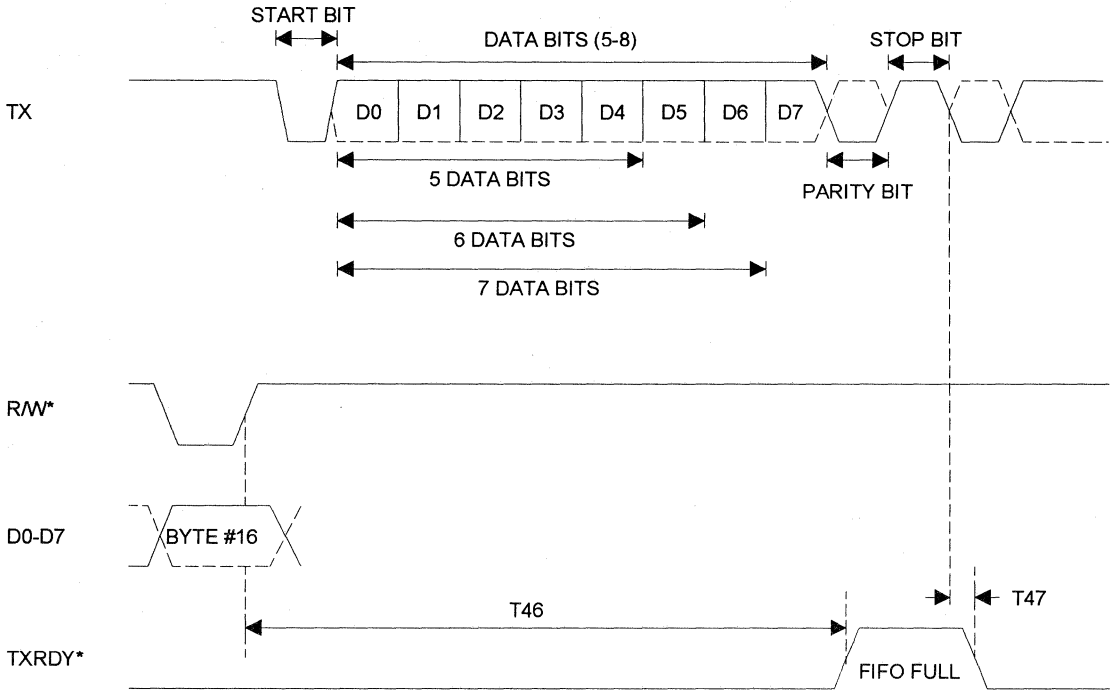 START BIT
DATA BITS (5-8)
STOP BIT
TX
D0 D1 D2 D3 D4 D5 D6 D7
5 DATA BITS
PARITY BIT
6 DATA BITS
7 DATA BITS
R/W*
D0-D7
BYTE #16
T46
T47
TXRDY*
FIFO FULL